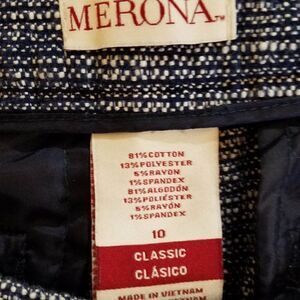 MERONA™
81%COTTON
13%POLYESTER
5%RAYON
1%SPANDEX
81%ALGODÓN
13%POLIÉSTER
5%RAYÓN
1%SPANDEX
10
CLASSIC
CLÁSICO
MADE IN VIETNAM